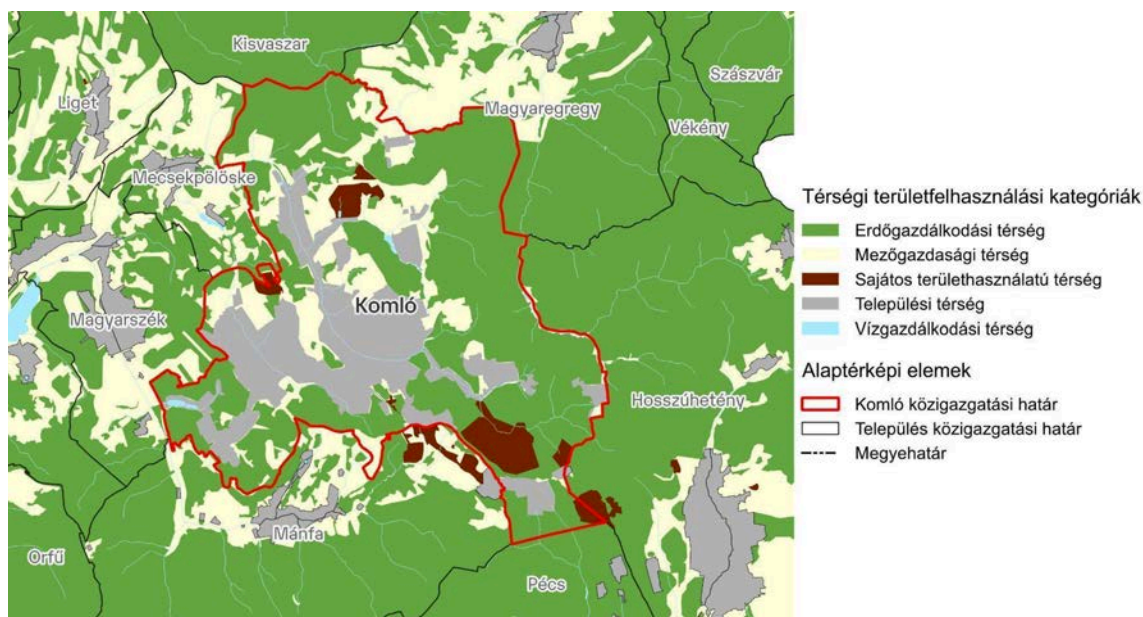 Kisvaszar
Szászvár
Liget
Magyaregregy
Vékény
Mecsekpölöske
Komló
Magyarszék
Hosszúhetény
Mánfa
Orfű
Pécs
Térségi területfelhasználási kategóriák
Erdőgazdálkodási térség
Mezőgazdasági térség
Sajátos területhasználatú térség
Települési térség
Vízgazdálkodási térség
Alaptérképi elemek
Komló közigazgatási határ
Település közigazgatási határ
Megyehatár